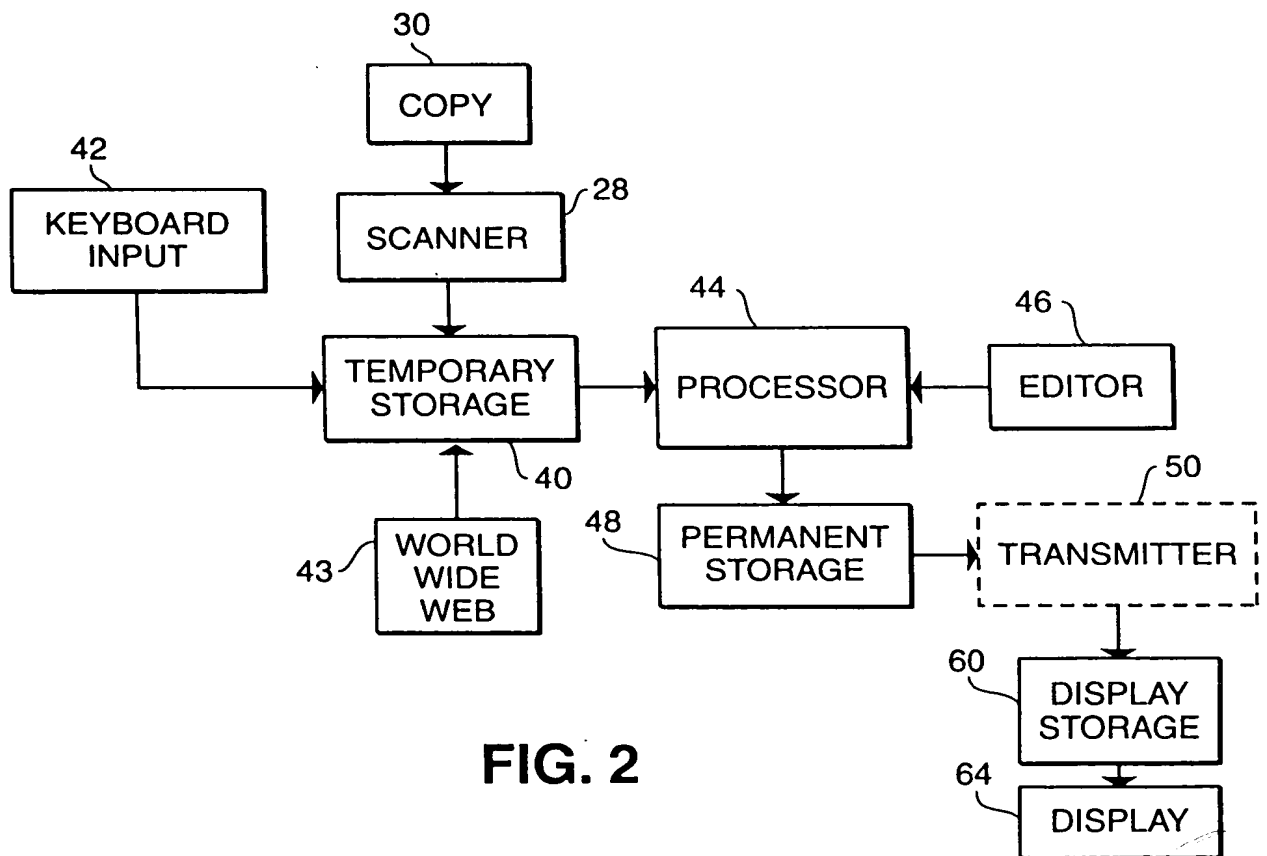 30
COPY
42
KEYBOARD
INPUT
28
SCANNER
44
46
TEMPORARY
STORAGE
PROCESSOR
EDITOR
40
50
43
WORLD
WIDE
WEB
48
PERMANENT
STORAGE
TRANSMITTER
60
DISPLAY
STORAGE
FIG. 2
64
DISPLAY